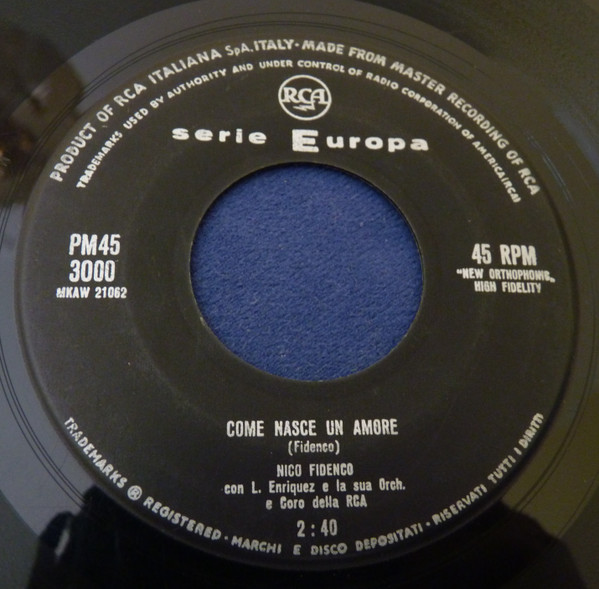 PRODUCT OF RCA ITALIANA SpA. ITALY - MADE FROM MASTER RECORDING OF RCA
TRADEMARKS USED BY AUTHORITY AND UNDER CONTROL OF RADIO CORPORATION OF AMERICA (RCA)
RCA
serie Europa
PM45
3000
MKAW 21062
45 RPM
"NEW ORTHOPHONIC"
HIGH FIDELITY
COME NASCE UN AMORE
(Fidenco)
NICO FIDENCO
con L. Enriquez e la sua Orch.
e Coro della RCA
2:40
TRADEMARKS ® REGISTERED - MARCHI E DISCO DEPOSITATI - RISERVATI TUTTI I DIRITTI